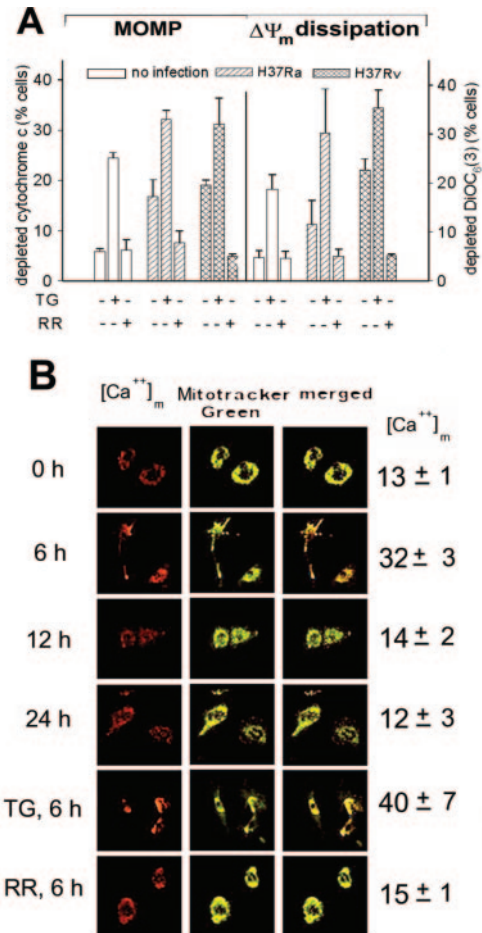 A
MOMP ΔΨm dissipation
no infection H37Ra H37Rv
depleted cytochrome c (% cells)
40
30
20
10
0
40
30
20
10
0
depleted DiOC6(3) (% cells)
TG - + - - + - - + - - + - - + - - + -
RR - - + - - + - - + - - + - - + - - +
B
[Ca++]m Mitotracker Green merged [Ca++]m
0 h 13 ± 1
6 h 32 ± 3
12 h 14 ± 2
24 h 12 ± 3
TG, 6 h 40 ± 7
RR, 6 h 15 ± 1